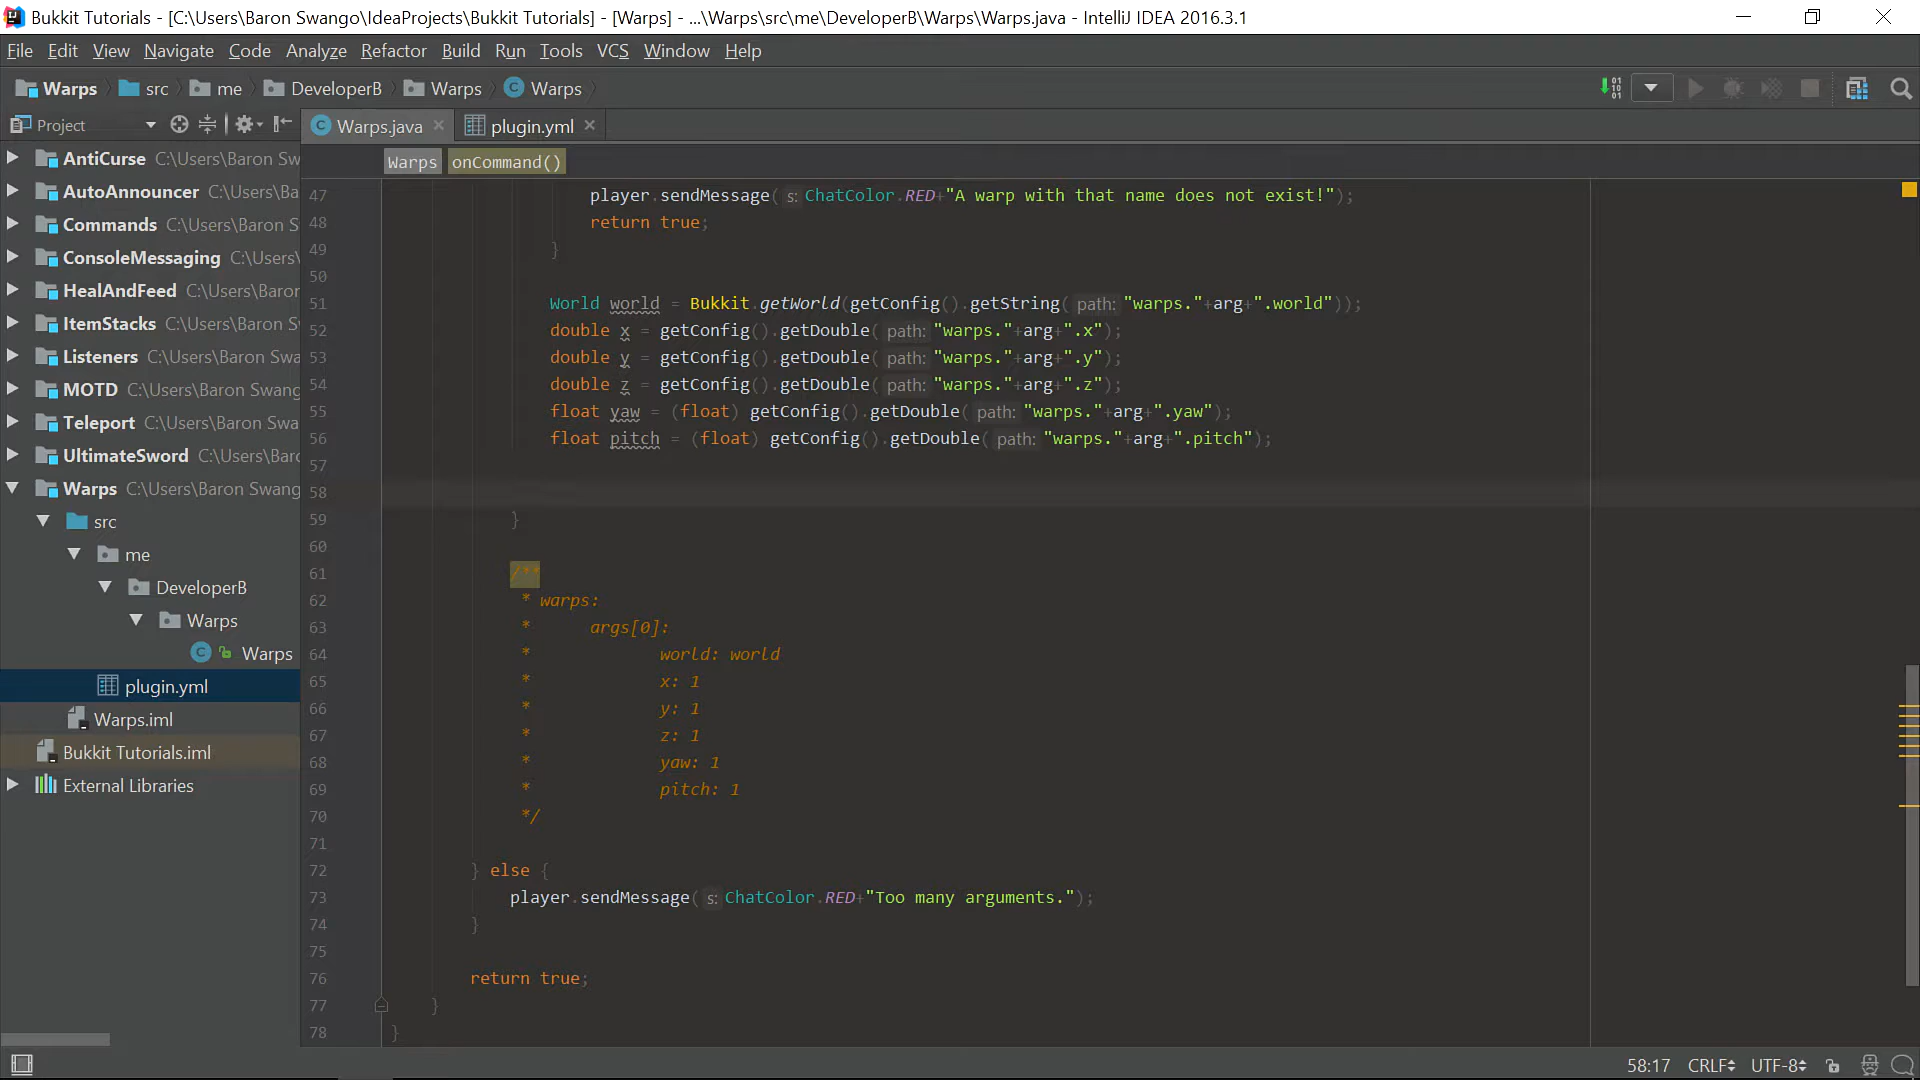 Bukkit Tutorials - [C:\Users\Baron Swango\IdeaProjects\Bukkit Tutorials] - [Warps] - ...\Warps\src\me\DeveloperB\Warps\Warps.java - IntelliJ IDEA 2016.3.1
File Edit View Navigate Code Analyze Refactor Build Run Tools VCS Window Help
Warps src me DeveloperB Warps Warps
Project Warps.java plugin.yml
Warps onCommand()
AntiCurse C:\Users\Baron Sw
AutoAnnouncer C:\Users\Ba
Commands C:\Users\Baron S
ConsoleMessaging C:\Users\
HealAndFeed C:\Users\Baron
ItemStacks C:\Users\Baron S
Listeners C:\Users\Baron Swa
MOTD C:\Users\Baron Swang
Teleport C:\Users\Baron Swa
UltimateSword C:\Users\Barc
Warps C:\Users\Baron Swang
src
me
DeveloperB
Warps
Warps
plugin.yml
Warps.iml
Bukkit Tutorials.iml
External Libraries
47 player.sendMessage( s: ChatColor.RED+"A warp with that name does not exist!");
48 return true;
49 }
50
51 World world = Bukkit.getWorld(getConfig().getString( path: "warps."+arg+".world"));
52 double x = getConfig().getDouble( path: "warps."+arg+".x");
53 double y = getConfig().getDouble( path: "warps."+arg+".y");
54 double z = getConfig().getDouble( path: "warps."+arg+".z");
55 float yaw = (float) getConfig().getDouble( path: "warps."+arg+".yaw");
56 float pitch = (float) getConfig().getDouble( path: "warps."+arg+".pitch");
57
58
59 }
60
61 /**
62 * warps:
63 * args[0]:
64 * world: world
65 * x: 1
66 * y: 1
67 * z: 1
68 * yaw: 1
69 * pitch: 1
70 */
71
72 } else {
73 player.sendMessage( s: ChatColor.RED+"Too many arguments.");
74 }
75
76 return true;
77 }
78 }
58:17 CRLF UTF-8